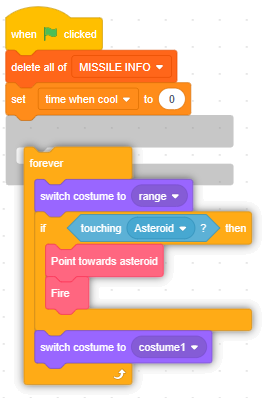 when clicked
delete all of MISSILE INFO
set time when cool to 0
forever
switch costume to range
if touching Asteroid ? then
Point towards asteroid
Fire
switch costume to costume1